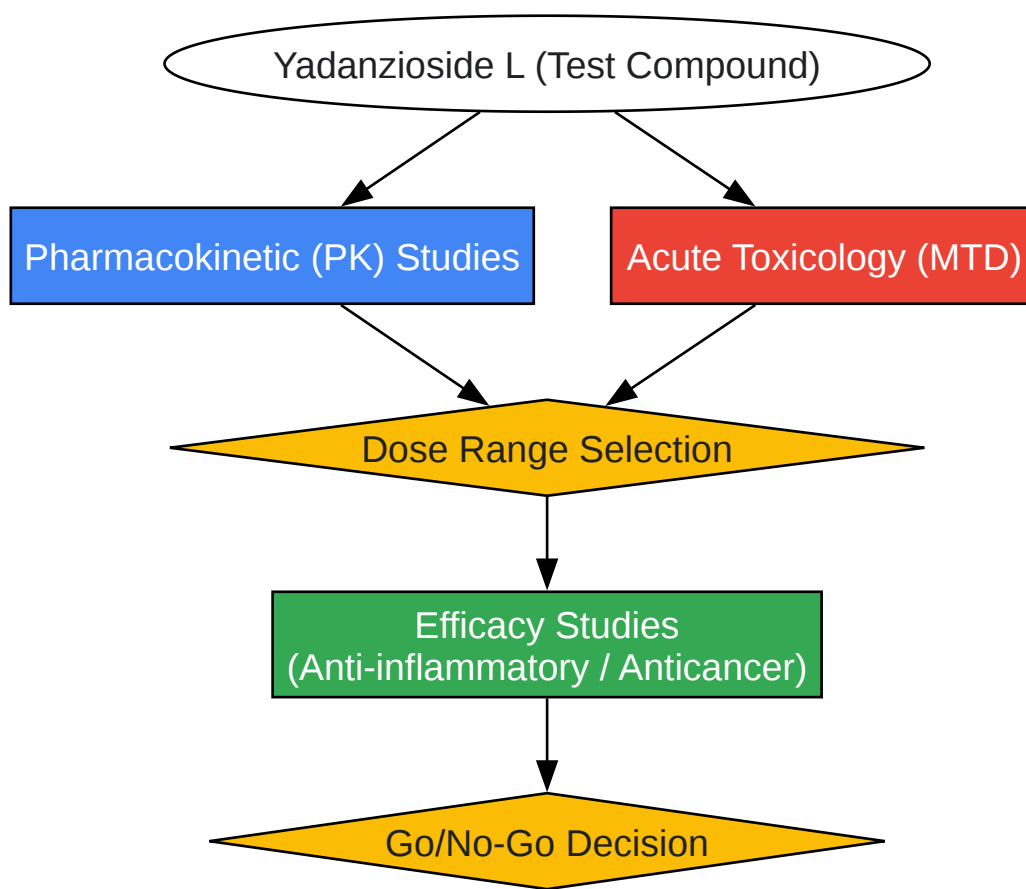 Yadanzioside L (Test Compound)
Pharmacokinetic (PK) Studies
Acute Toxicology (MTD)
Dose Range Selection
Efficacy Studies
(Anti-inflammatory / Anticancer)
Go/No-Go Decision